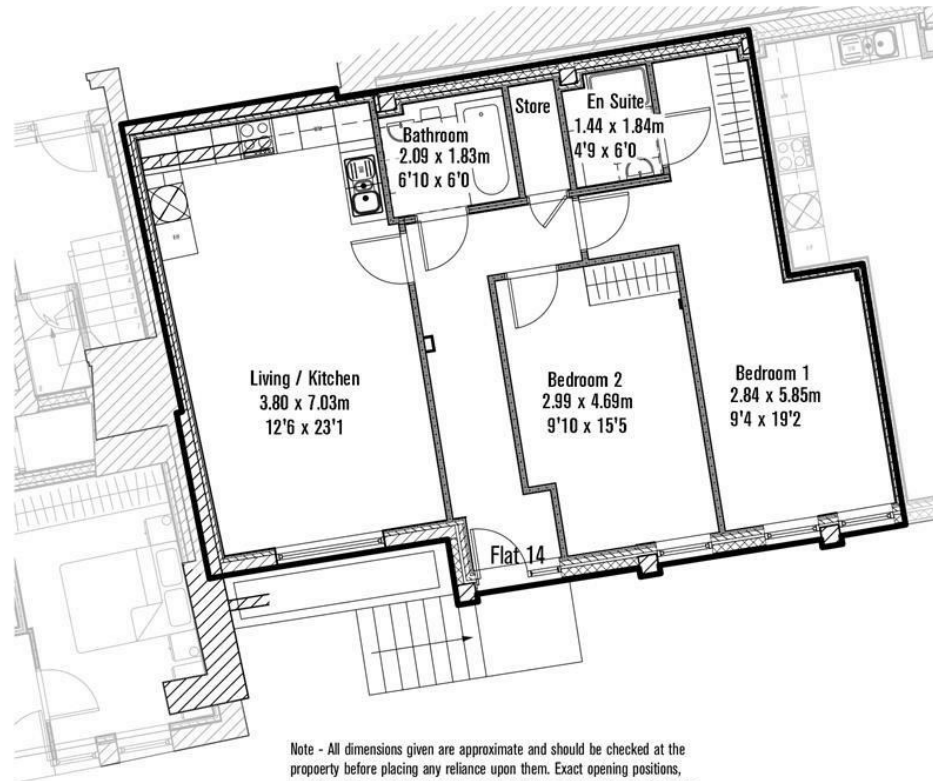 Bathroom
2.09 x 1.83m
6'10 x 6'0
Store
En Suite
1.44 x 1.84m
4'9 x 6'0
Living / Kitchen
3.80 x 7.03m
12'6 x 23'1
Bedroom 2
2.99 x 4.69m
9'10 x 15'5
Bedroom 1
2.84 x 5.85m
9'4 x 19'2
Flat 14
Note - All dimensions given are approximate and should be checked at the
propoerty before placing any reliance upon them. Exact opening positions,